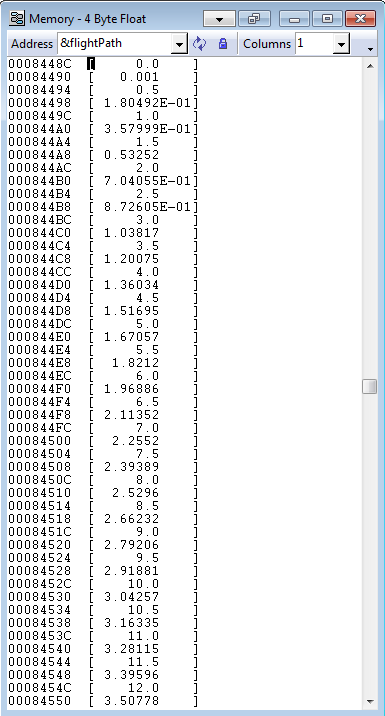 Memory - 4 Byte Float
Address &flightPath Columns 1
0008448C [ 0.0 ]
00084490 [ 0.001 ]
00084494 [ 0.5 ]
00084498 [ 1.80492E-01]
0008449C [ 1.0 ]
000844A0 [ 3.57999E-01]
000844A4 [ 1.5 ]
000844A8 [ 0.53252 ]
000844AC [ 2.0 ]
000844B0 [ 7.04055E-01]
000844B4 [ 2.5 ]
000844B8 [ 8.72605E-01]
000844BC [ 3.0 ]
000844C0 [ 1.03817 ]
000844C4 [ 3.5 ]
000844C8 [ 1.20075 ]
000844CC [ 4.0 ]
000844D0 [ 1.36034 ]
000844D4 [ 4.5 ]
000844D8 [ 1.51695 ]
000844DC [ 5.0 ]
000844E0 [ 1.67057 ]
000844E4 [ 5.5 ]
000844E8 [ 1.8212 ]
000844EC [ 6.0 ]
000844F0 [ 1.96886 ]
000844F4 [ 6.5 ]
000844F8 [ 2.11352 ]
000844FC [ 7.0 ]
00084500 [ 2.2552 ]
00084504 [ 7.5 ]
00084508 [ 2.39389 ]
0008450C [ 8.0 ]
00084510 [ 2.5296 ]
00084514 [ 8.5 ]
00084518 [ 2.66232 ]
0008451C [ 9.0 ]
00084520 [ 2.79206 ]
00084524 [ 9.5 ]
00084528 [ 2.91881 ]
0008452C [ 10.0 ]
00084530 [ 3.04257 ]
00084534 [ 10.5 ]
00084538 [ 3.16335 ]
0008453C [ 11.0 ]
00084540 [ 3.28115 ]
00084544 [ 11.5 ]
00084548 [ 3.39596 ]
0008454C [ 12.0 ]
00084550 [ 3.50778 ]